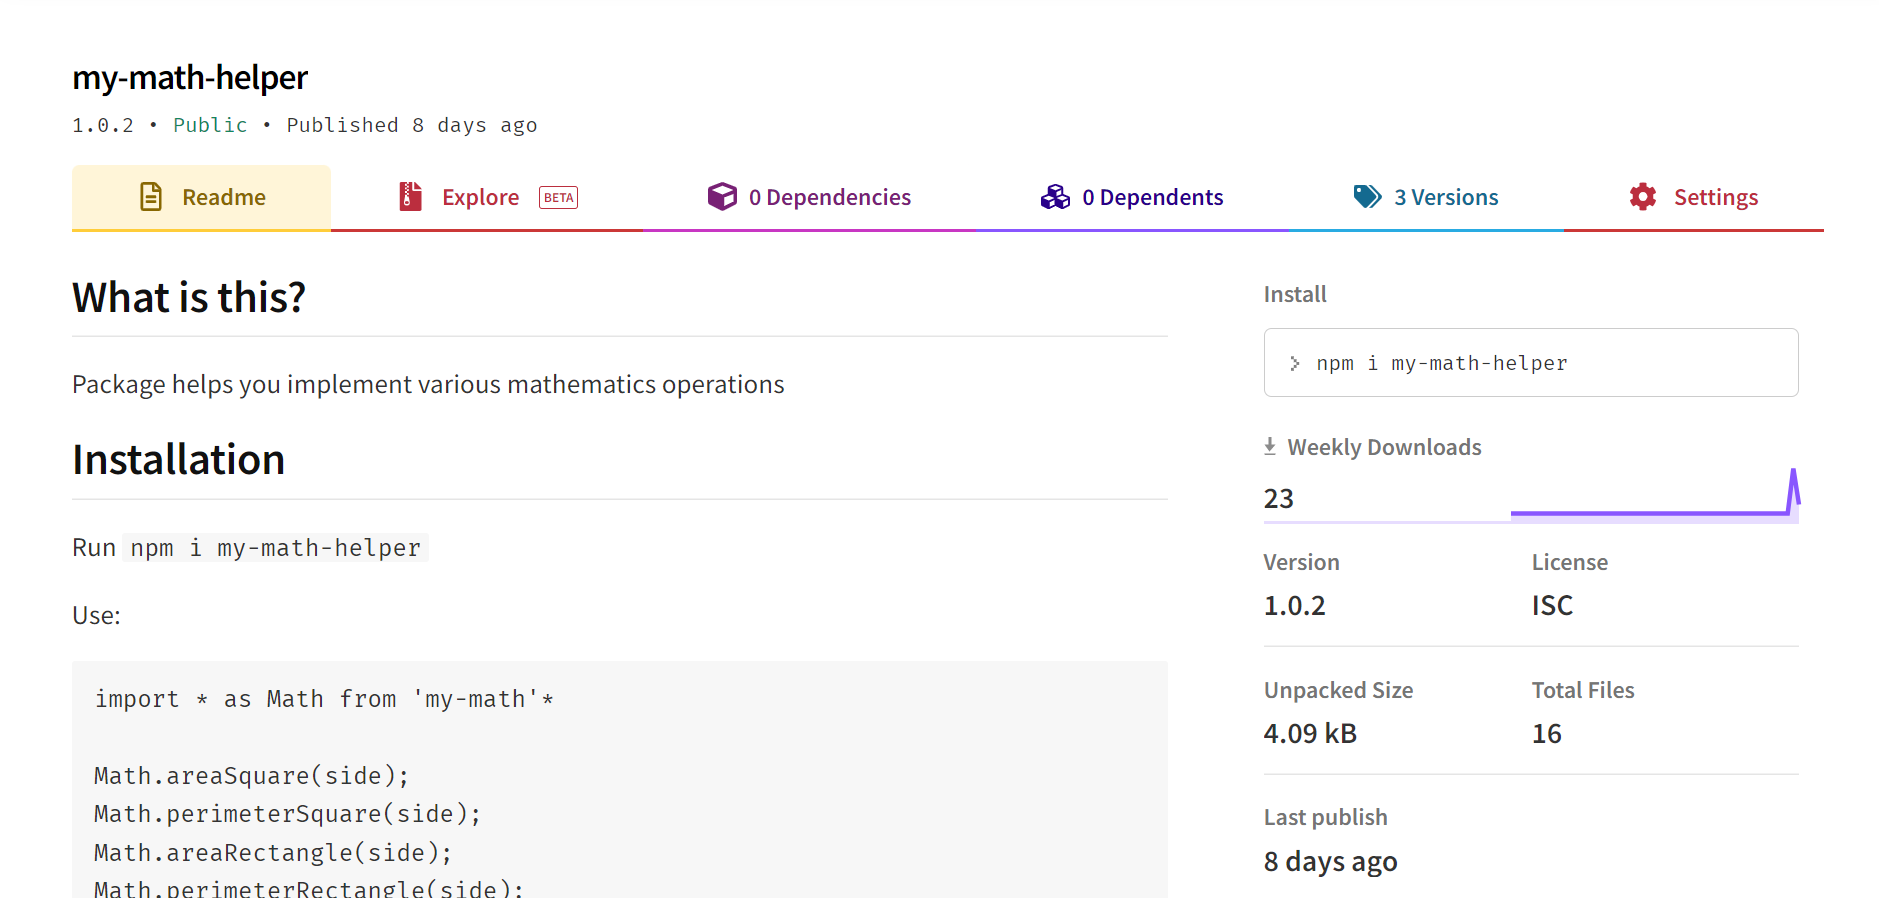 my-math-helper
1.0.2 • Public • Published 8 days ago
Readme
Explore BETA
0 Dependencies
0 Dependents
3 Versions
Settings
What is this?
Package helps you implement various mathematics operations
Installation
Run npm i my-math-helper
Use:
import * as Math from 'my-math'*
Math.areaSquare(side);
Math.perimeterSquare(side);
Math.areaRectangle(side);
Math.perimeterRectangle(side);
Install
> npm i my-math-helper
Weekly Downloads
23
Version
1.0.2
License
ISC
Unpacked Size
4.09 kB
Total Files
16
Last publish
8 days ago